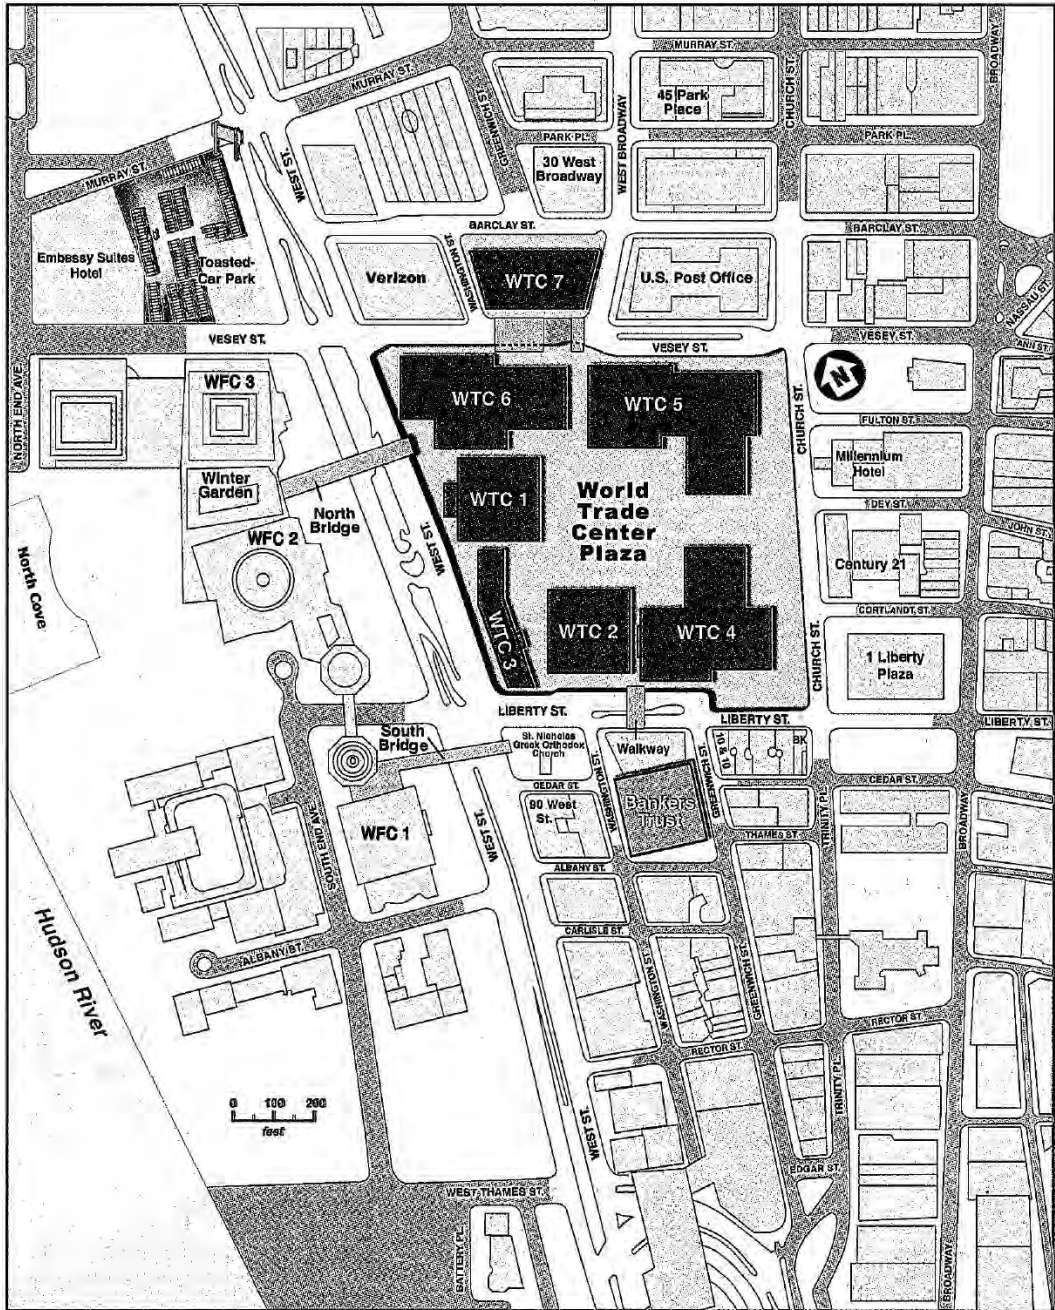 MURRAY ST.
MURRAY ST.
BROADWAY
CHURCH ST.
GREENWICH ST.
WEST BROADWAY
45 Park
Place
PARK PL.
PARK PL.
WEST ST.
30 West
Broadway
MURRAY ST.
BARCLAY ST.
BARCLAY ST.
Embassy Suites
Hotel
Toasted-
Car Park
Verizon
WASHINGTON ST.
WTC 7
U.S. Post Office
NASSAU ST.
VESEY ST.
VESEY ST.
VESEY ST.
ANN ST.
NORTH END AVE.
WFC 3
WTC 6
WTC 5
N
CHURCH ST.
FULTON ST.
Millennium
Hotel
Winter
Garden
North
Bridge
WTC 1
World
Trade
Center
Plaza
DEY ST.
JOHN ST.
WFC 2
WEST ST.
North Cove
Century 21
CORTLANDT ST.
WTC 3
WTC 2
WTC 4
CHURCH ST.
1 Liberty
Plaza
LIBERTY ST.
LIBERTY ST.
LIBERTY ST.
South
Bridge
St. Nicholas
Greek Orthodox
Church
WASHINGTON ST.
Walkway
GREENWICH ST.
10 & 10
BK
CEDAR ST.
CEDAR ST.
90 West
St.
Bankers
Trust
WFC 1
SOUTH END AVE.
WEST ST.
THAMES ST.
TRINITY PL.
BROADWAY
ALBANY ST.
CARLISLE ST.
ALBANY ST.
WASHINGTON ST.
GREENWICH ST.
Hudson River
RECTOR ST.
RECTOR ST.
TRINITY PL.
0 100 200
feet
WEST ST.
EDGAR ST.
WEST THAMES ST.
BATTERY PL.
BROADWAY